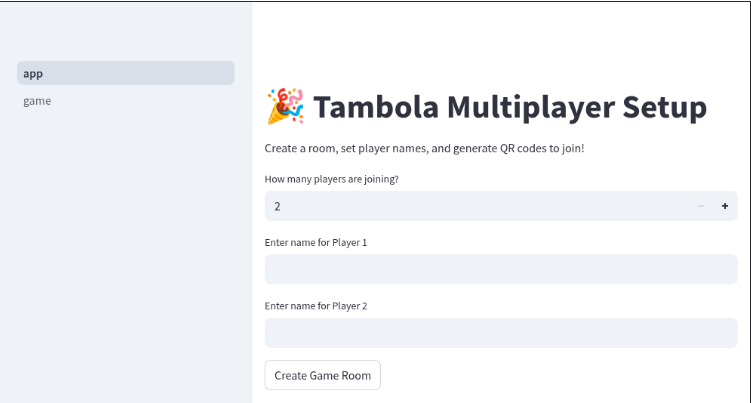 app
game
🎉 Tambola Multiplayer Setup
Create a room, set player names, and generate QR codes to join!
How many players are joining?
2 − +
Enter name for Player 1
Enter name for Player 2
Create Game Room